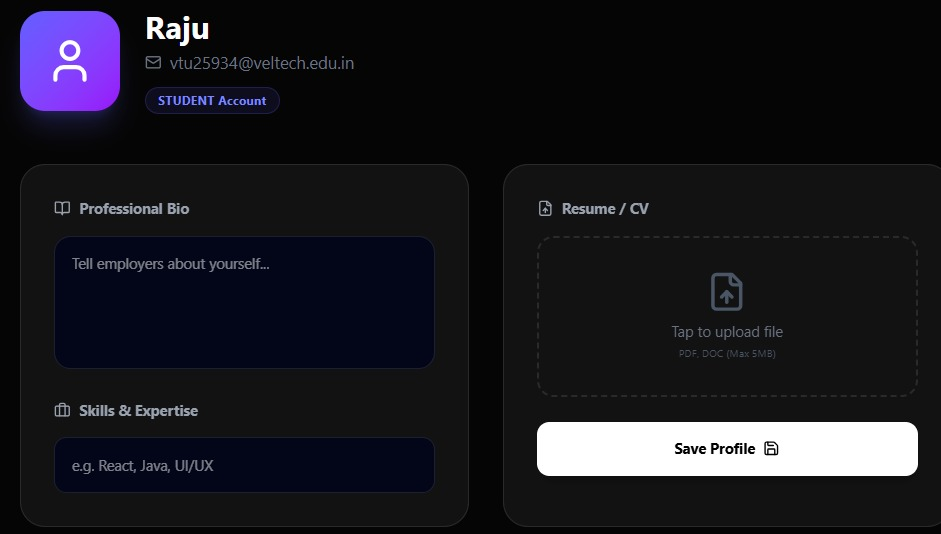 Raju
vtu25934@veltech.edu.in
STUDENT Account
Professional Bio
Tell employers about yourself...
Skills & Expertise
e.g. React, Java, UI/UX
Resume / CV
Tap to upload file
PDF, DOC (Max 5MB)
Save Profile